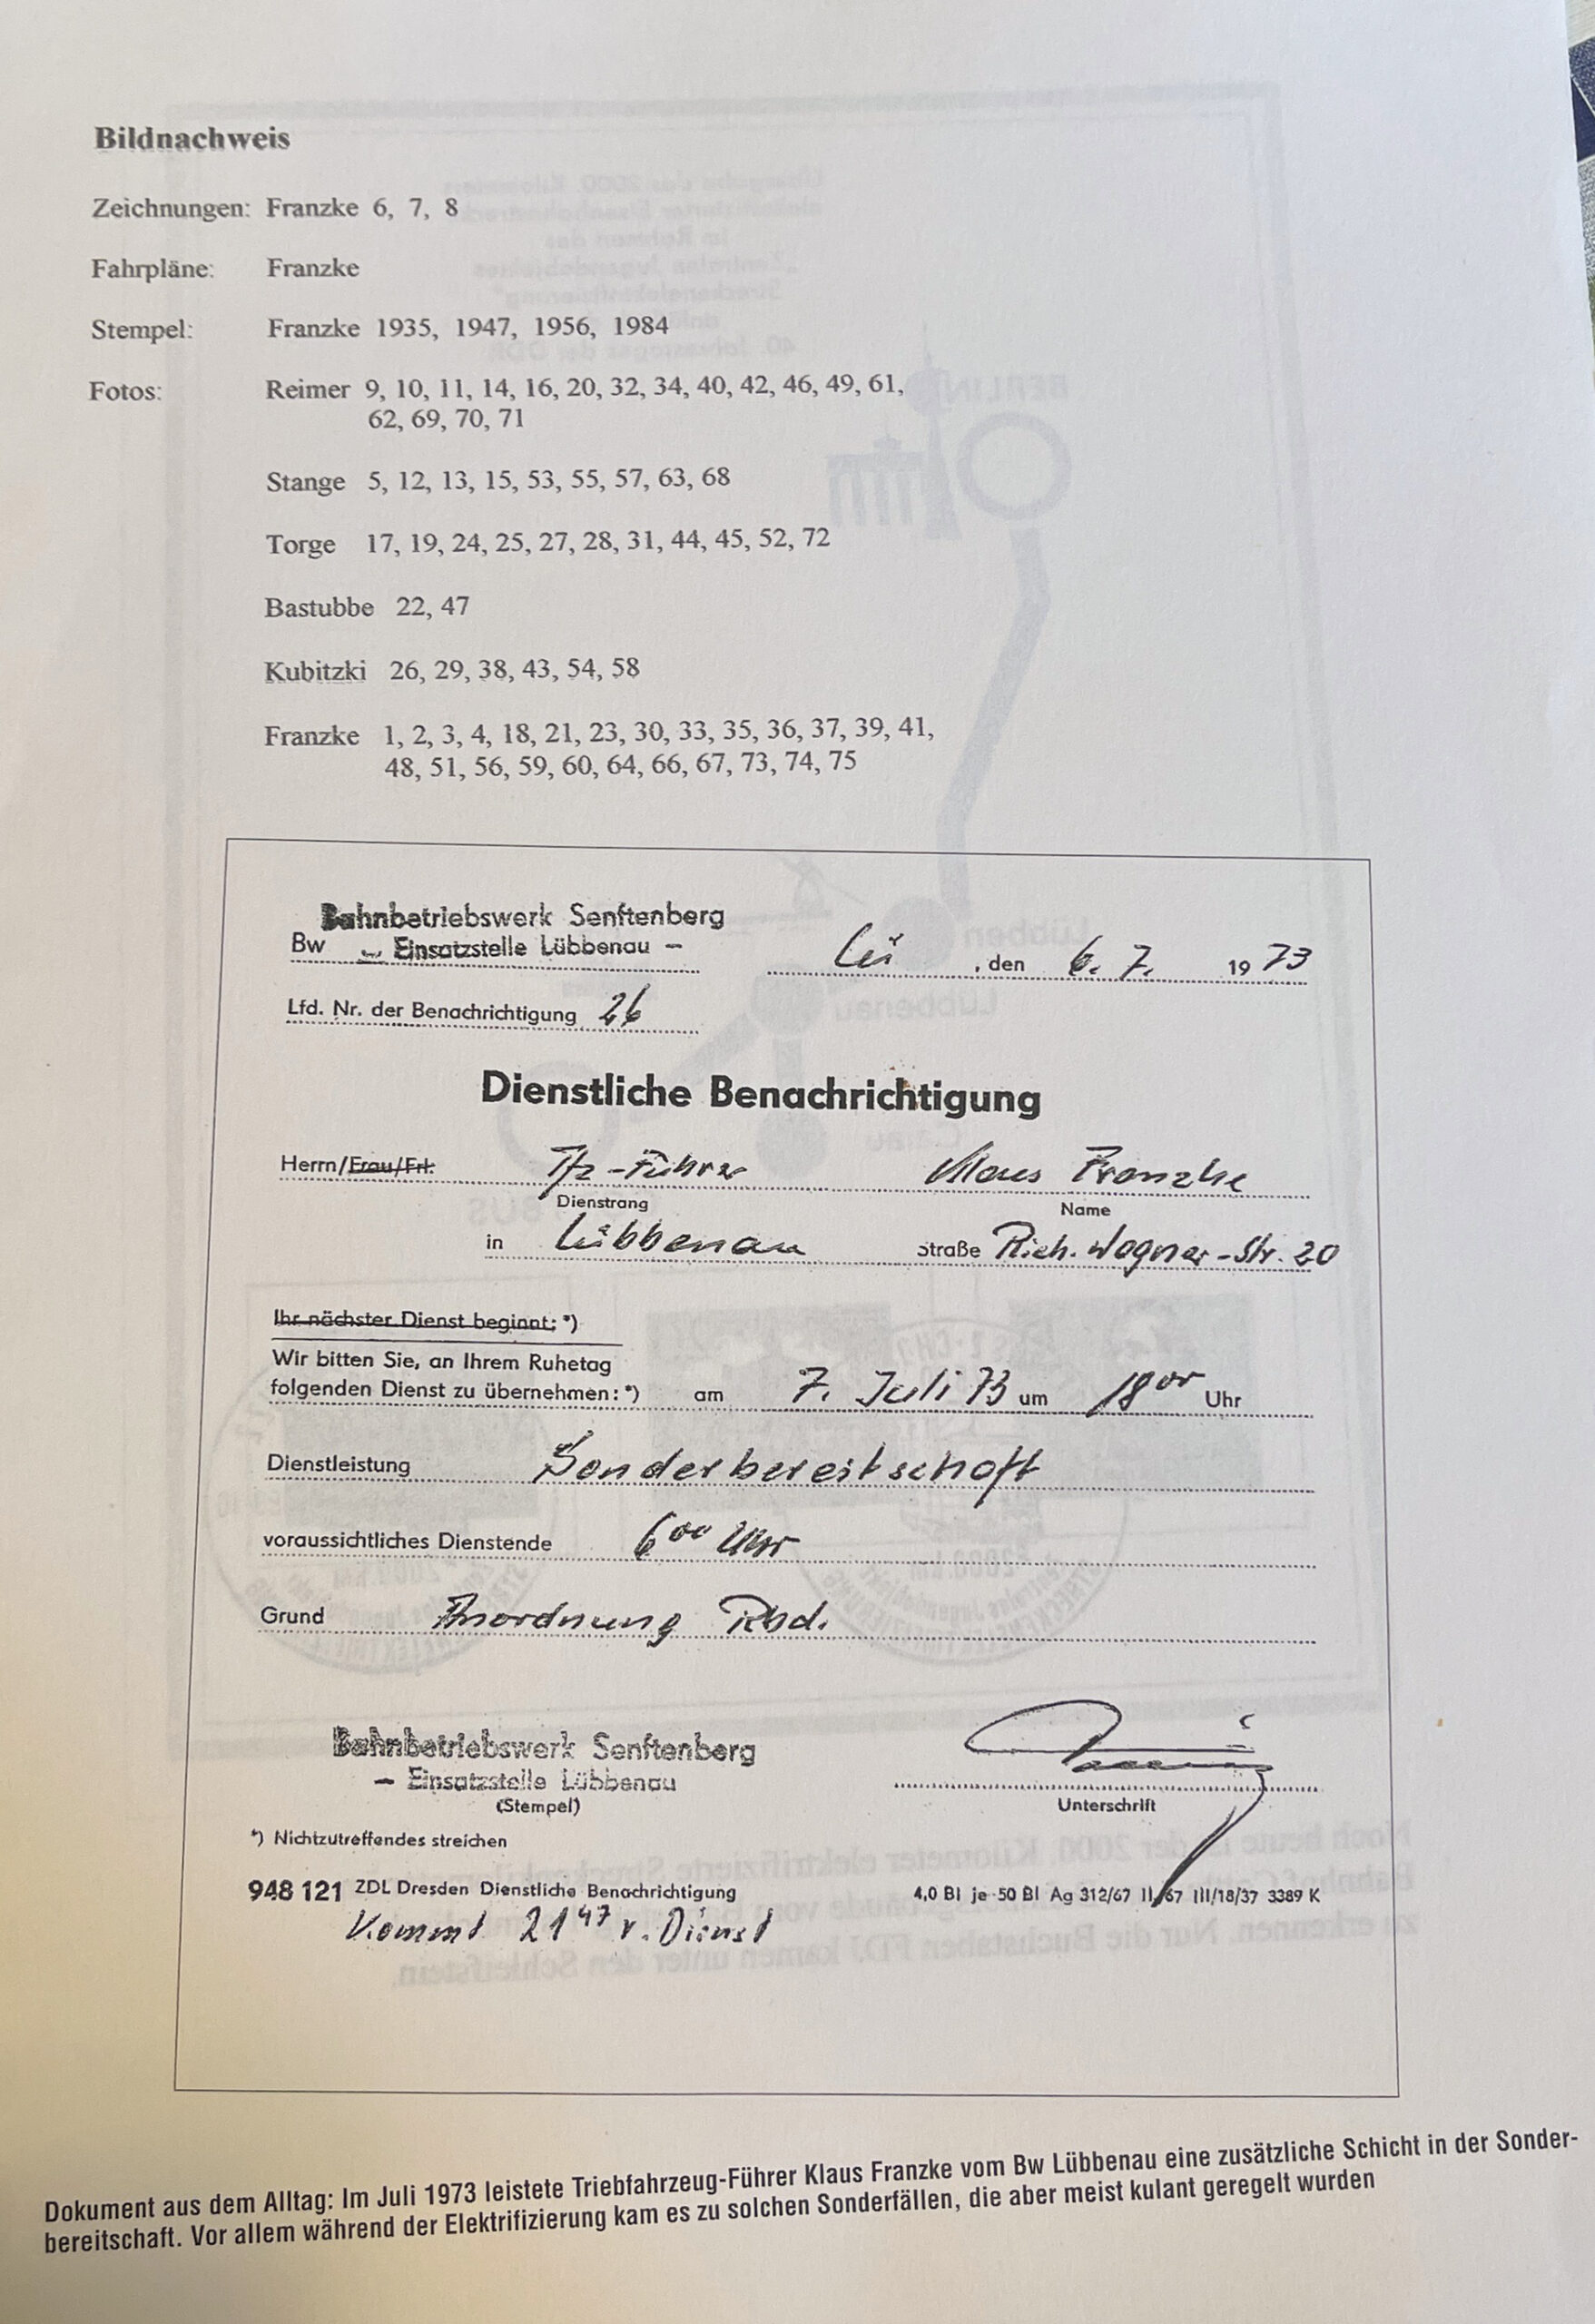 Bildnachweis
Zeichnungen: Franzke 6, 7, 8
Fahrpläne: Franzke
Stempel: Franzke 1935, 1947, 1956, 1984
Fotos: Reimer 9, 10, 11, 14, 16, 20, 32, 34, 40, 42, 46, 49, 61,
62, 69, 70, 71
Stange 5, 12, 13, 15, 53, 55, 57, 63, 68
Torge 17, 19, 24, 25, 27, 28, 31, 44, 45, 52, 72
Bastubbe 22, 47
Kubitzki 26, 29, 38, 43, 54, 58
Franzke 1, 2, 3, 4, 18, 21, 23, 30, 33, 35, 36, 37, 39, 41,
48, 51, 56, 59, 60, 64, 66, 67, 73, 74, 75
Bahnbetriebswerk Senftenberg
Bw – Einsatzstelle Lübbenau –
Lü, den 6. 7. 1973
Lfd. Nr. der Benachrichtigung 26
Dienstliche Benachrichtigung
Herrn/Frau/Frl. Tfz-Führer Klaus Franzke
Dienstrang Name
in Lübbenau Straße Rich. Wagner-Str. 20
Ihr nächster Dienst beginnt: *)
Wir bitten Sie, an Ihrem Ruhetag
folgenden Dienst zu übernehmen: *) am 7. Juli 73 um 18⁰⁰ Uhr
Dienstleistung Sonderbereitschaft
voraussichtliches Dienstende 6⁰⁰ Uhr
Grund Anordnung Rbd.
Bahnbetriebswerk Senftenberg
– Einsatzstelle Lübbenau
(Stempel) Unterschrift
*) Nichtzutreffendes streichen
948 121 ZDL Dresden Dienstliche Benachrichtigung 4,0 Bl je 50 Bl Ag 312/67 II/67 III/18/37 3389 K
Kommt 21⁴⁷ v. Dienst
Dokument aus dem Alltag: Im Juli 1973 leistete Triebfahrzeug-Führer Klaus Franzke vom Bw Lübbenau eine zusätzliche Schicht in der Sonder-
bereitschaft. Vor allem während der Elektrifizierung kam es zu solchen Sonderfällen, die aber meist kulant geregelt wurden